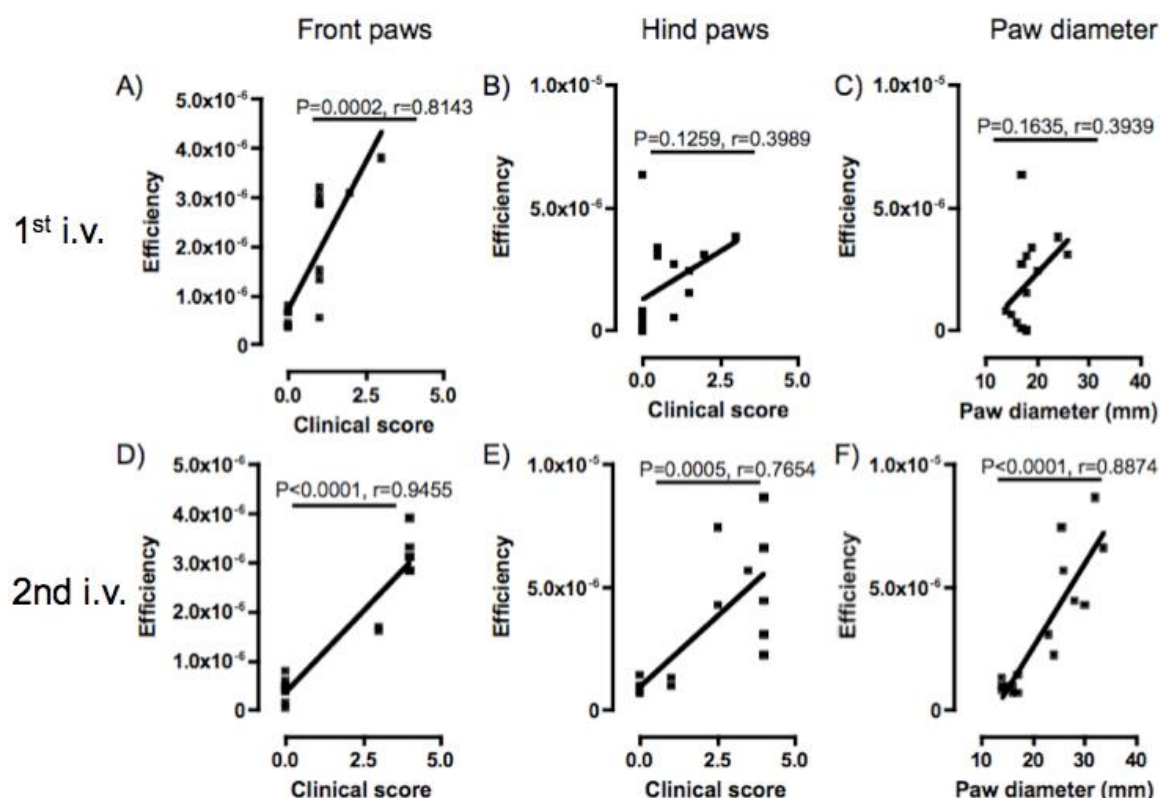 Front paws
Hind paws
Paw diameter
1st i.v.
A)
P=0.0002, r=0.8143
Efficiency
5.0x10-6
4.0x10-6
3.0x10-6
2.0x10-6
1.0x10-6
0
0.0 2.5 5.0
Clinical score
B)
P=0.1259, r=0.3989
Efficiency
1.0x10-5
5.0x10-6
0
0.0 2.5 5.0
Clinical score
C)
P=0.1635, r=0.3939
Efficiency
1.0x10-5
5.0x10-6
0
10 20 30 40
Paw diameter (mm)
2nd i.v.
D)
P<0.0001, r=0.9455
Efficiency
5.0x10-6
4.0x10-6
3.0x10-6
2.0x10-6
1.0x10-6
0
0.0 2.5 5.0
Clinical score
E)
P=0.0005, r=0.7654
Efficiency
1.0x10-5
5.0x10-6
0
0.0 2.5 5.0
Clinical score
F)
P<0.0001, r=0.8874
Efficiency
1.0x10-5
5.0x10-6
0
10 20 30 40
Paw diameter (mm)